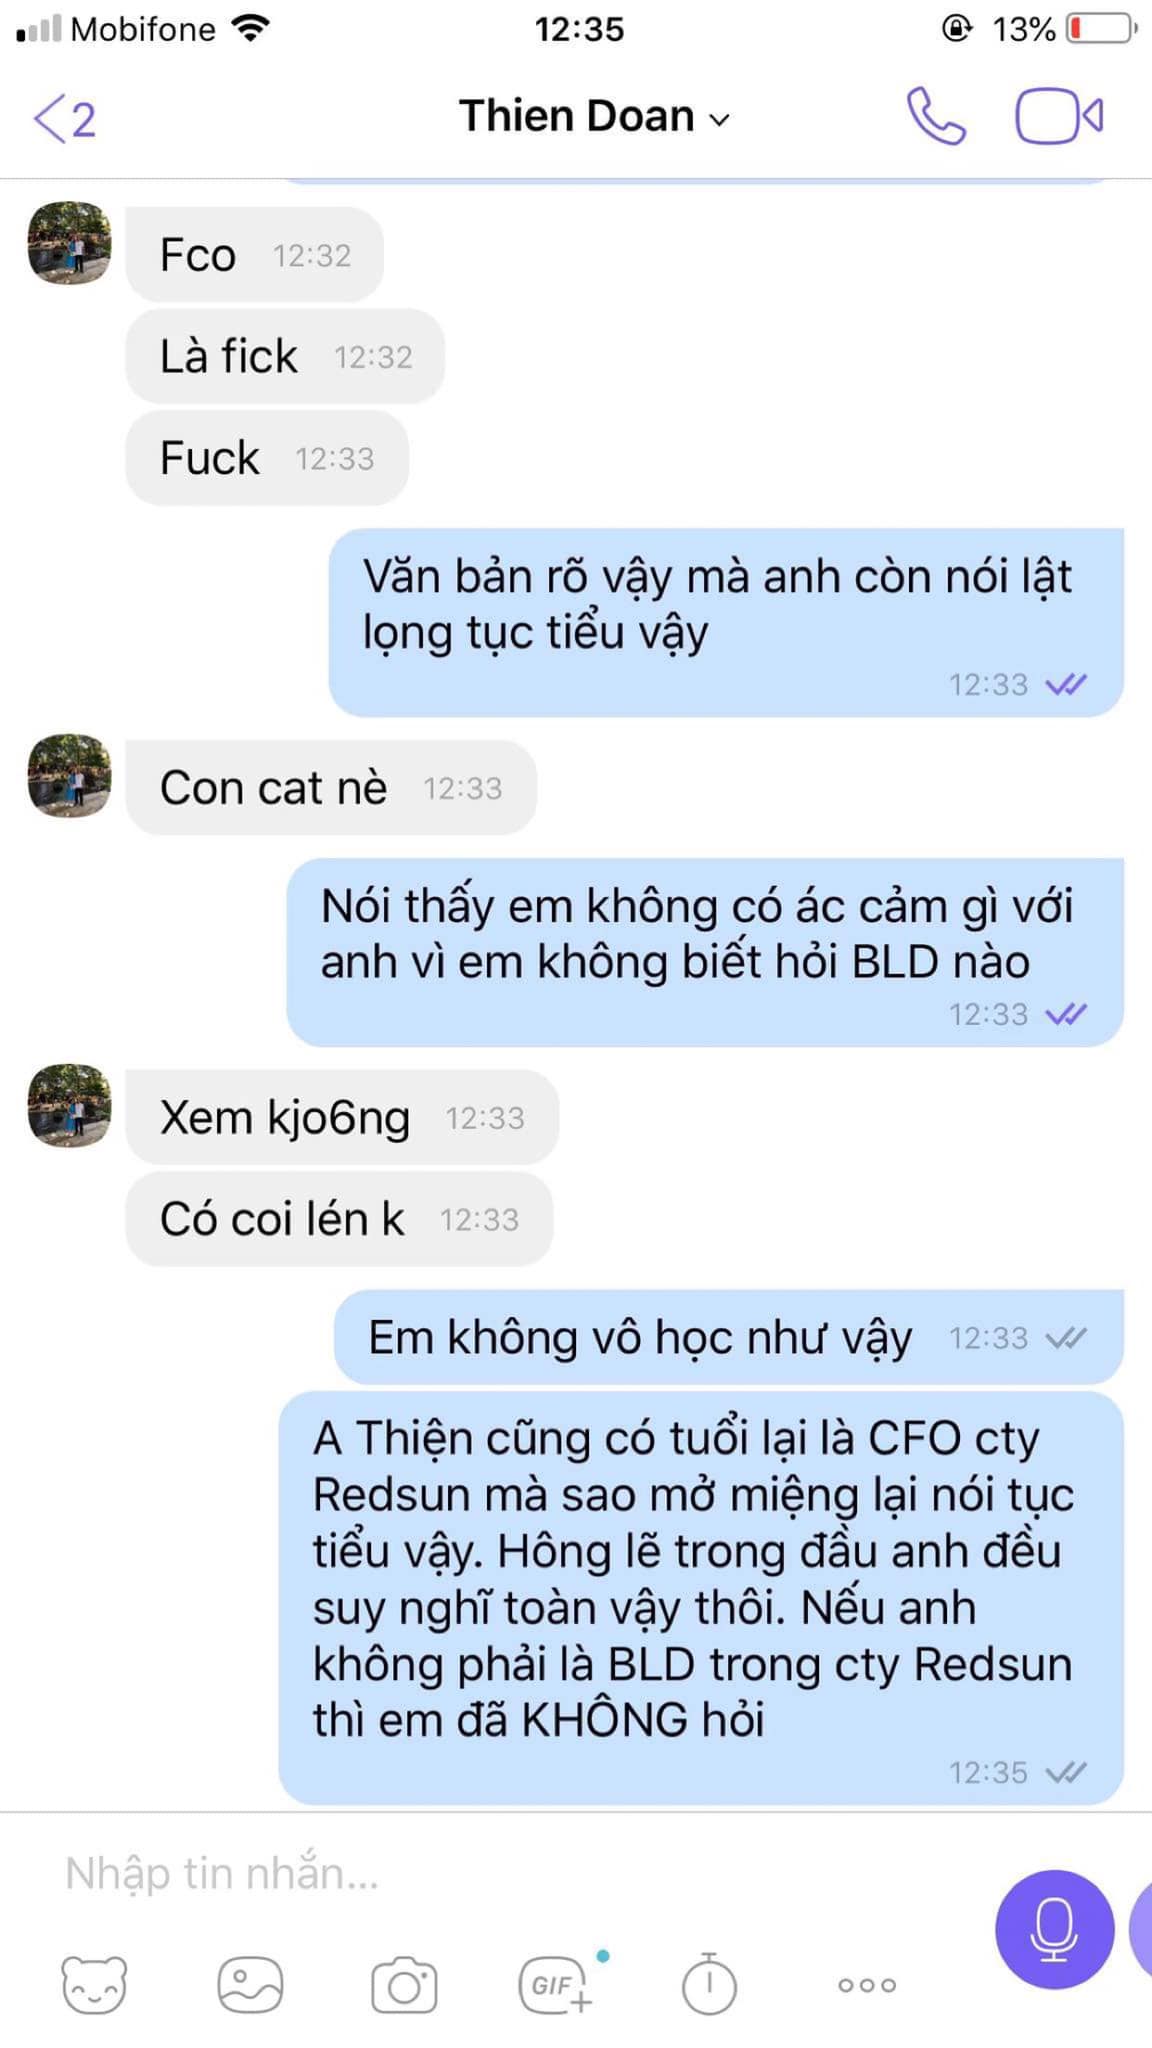 Mobifone 12:35 13%
2 Thien Doan
Fco 12:32
Là fick 12:32
Fuck 12:33
Văn bản rõ vậy mà anh còn nói lật
lọng tục tiểu vậy
12:33
Con cat nè 12:33
Nói thấy em không có ác cảm gì với
anh vì em không biết hỏi BLD nào
12:33
Xem kjo6ng 12:33
Có coi lén k 12:33
Em không vô học như vậy 12:33
A Thiện cũng có tuổi lại là CFO cty
Redsun mà sao mở miệng lại nói tục
tiểu vậy. Hông lẽ trong đầu anh đều
suy nghĩ toàn vậy thôi. Nếu anh
không phải là BLD trong cty Redsun
thì em đã KHÔNG hỏi
12:35
Nhập tin nhắn...
GIF